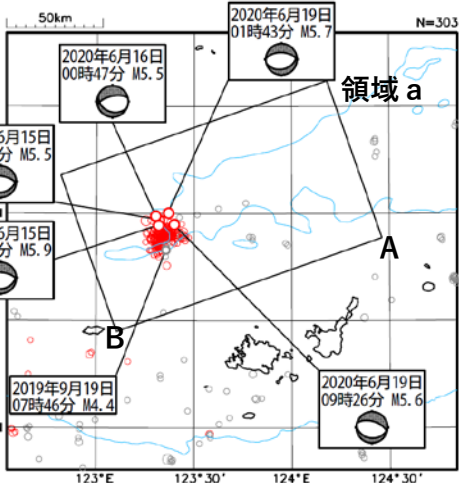 50km
N=303
2020年6月19日
01時43分 M5.7
2020年6月16日
00時47分 M5.5
領域a
6月15日
分 M5.5
6月15日
分 M5.9
A
B
2019年9月19日
07時46分 M4.4
2020年6月19日
09時26分 M5.6
123°E
123°30'
124°E
124°30'